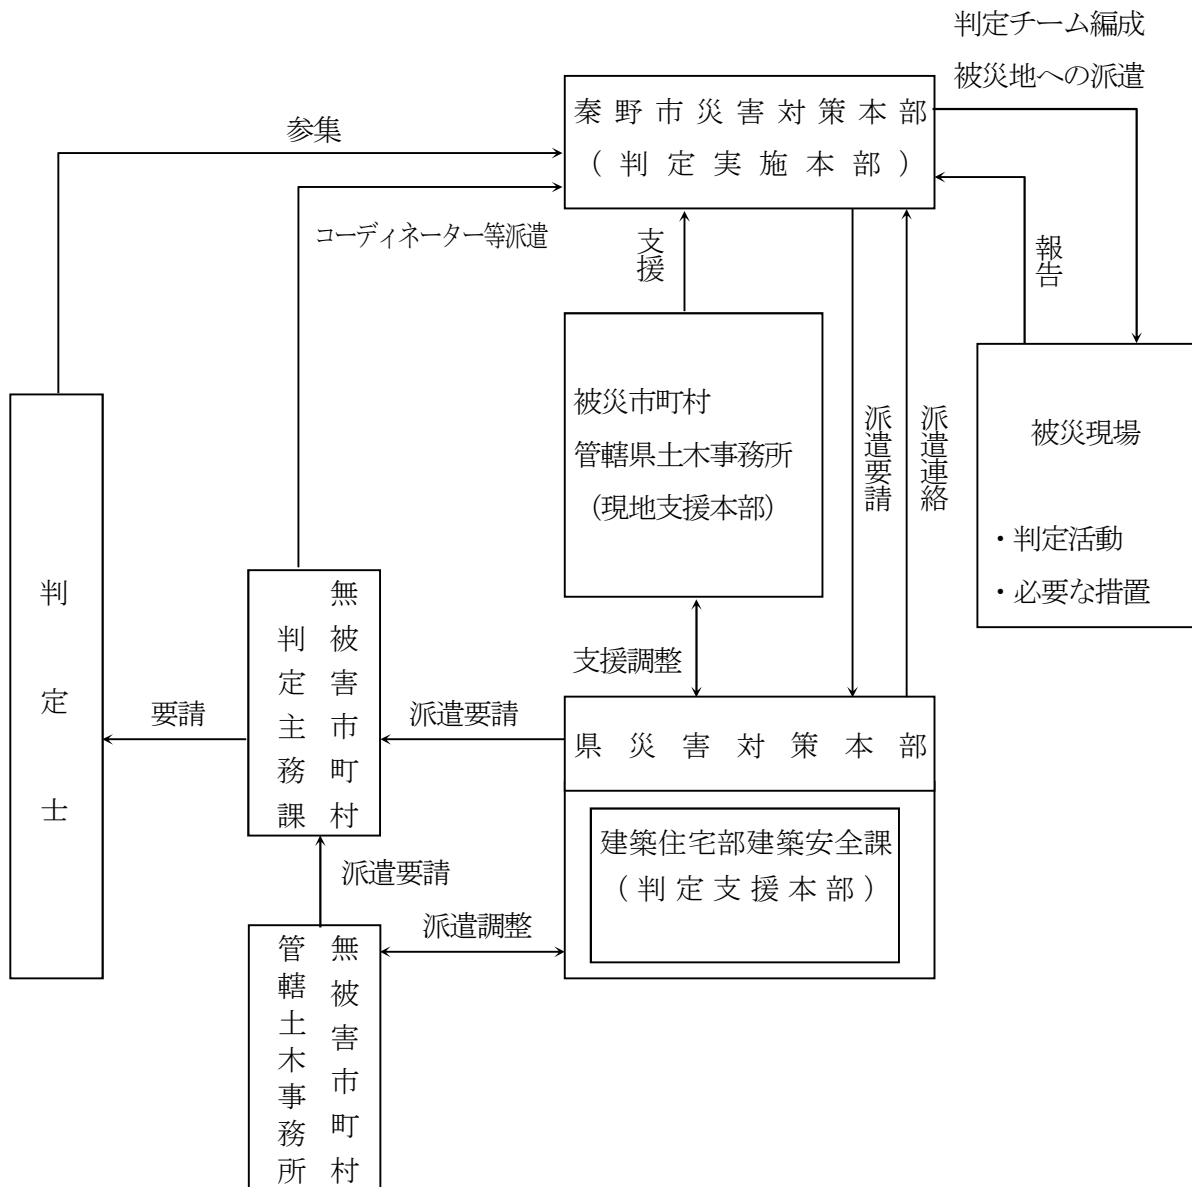 判定チーム編成
被災地への派遣
秦野市災害対策本部
(判定実施本部)
参集
コーディネーター等派遣
支援
報告
被災市町村
管轄県土木事務所
(現地支援本部)
派遣要請
派遣連絡
被災現場
・判定活動
・必要な措置
判定士
無被害市町村
判定主務課
支援調整
要請
派遣要請
県災害対策本部
建築住宅部建築安全課
(判定支援本部)
派遣要請
派遣調整
無被害市町村
管轄土木事務所